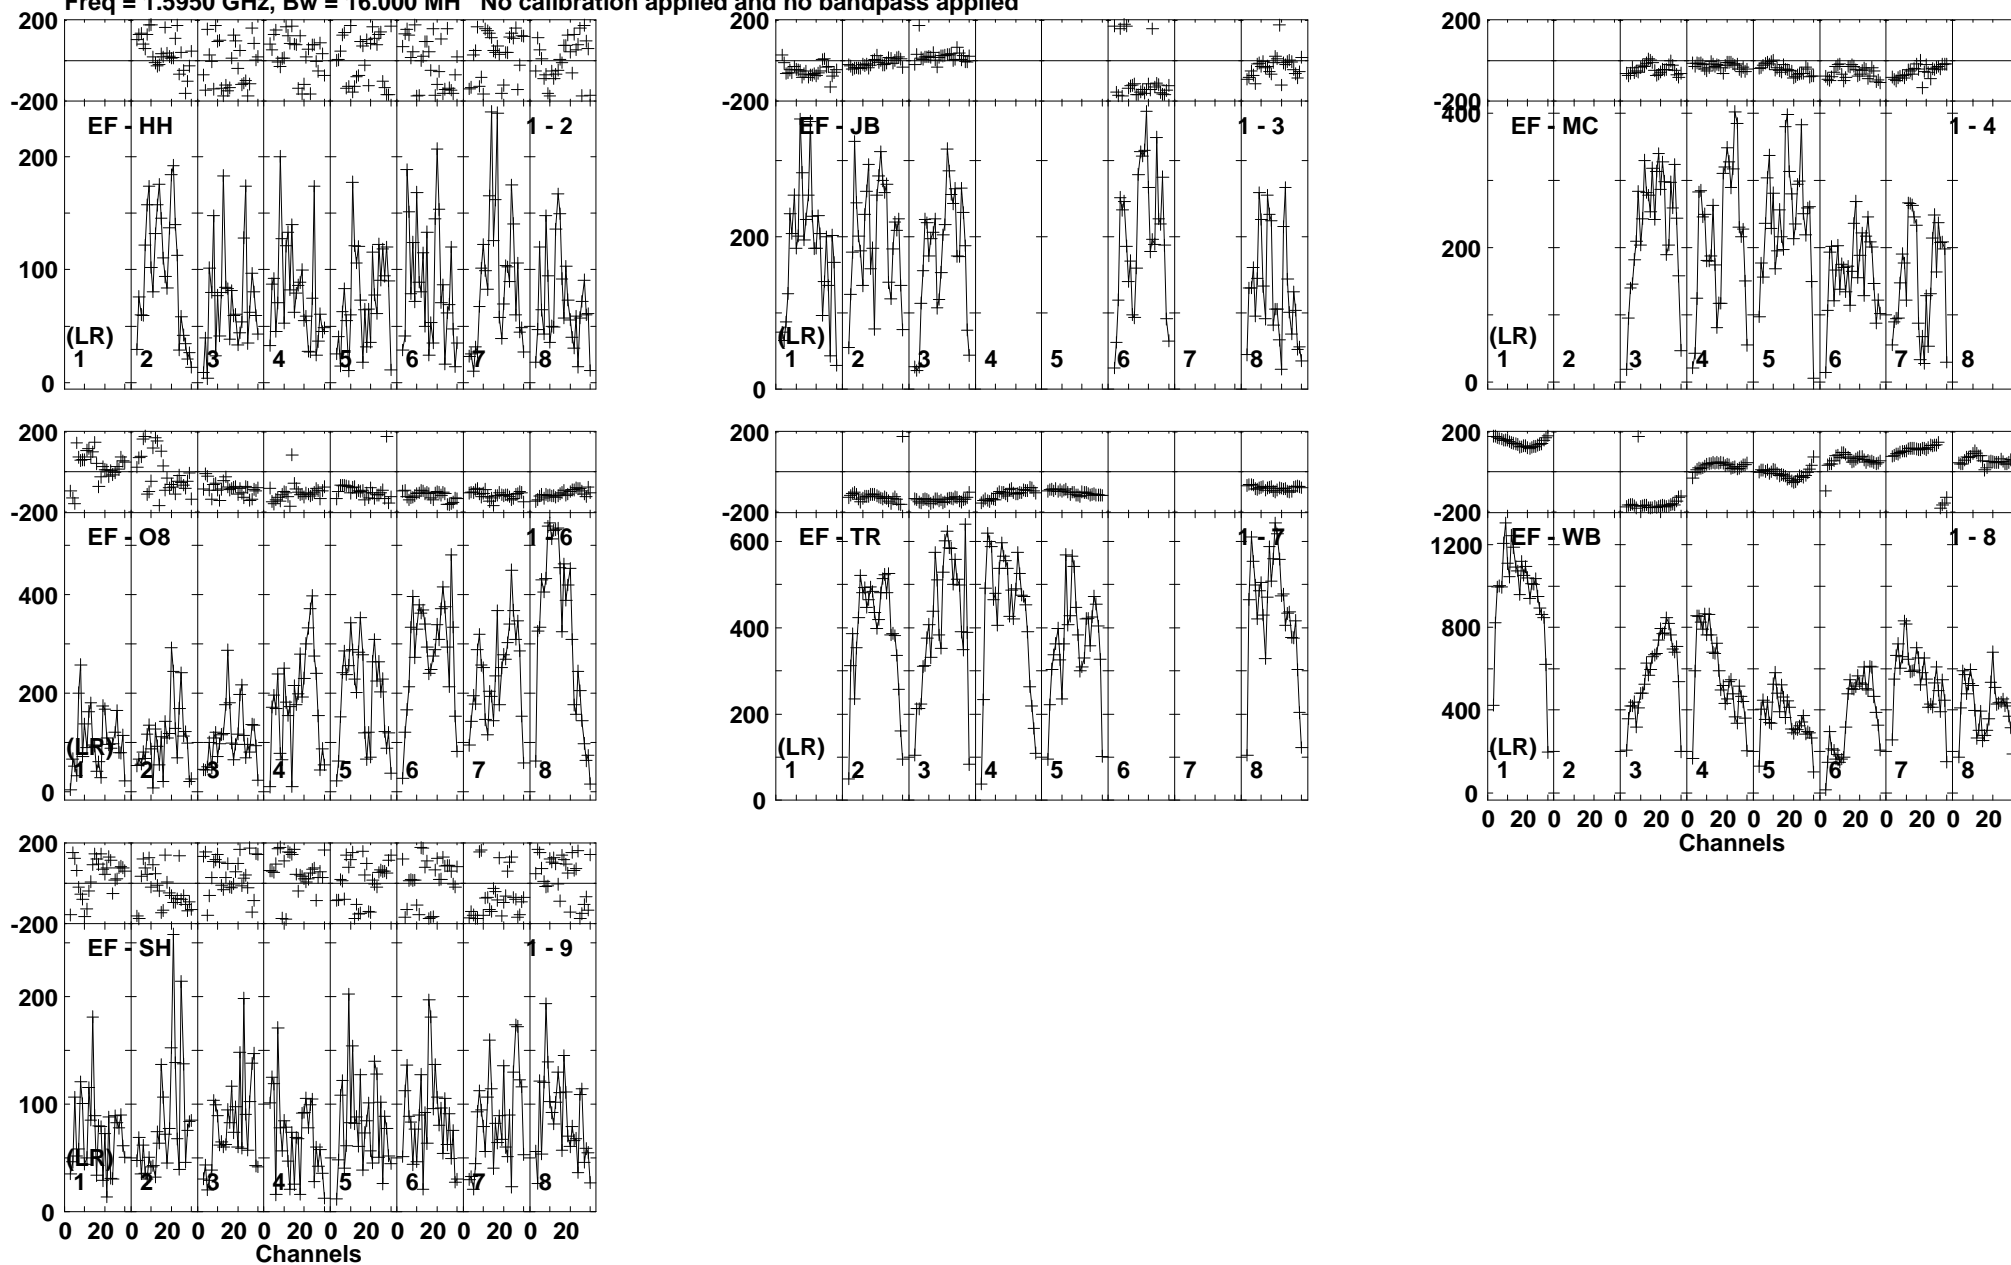 Freq = 1.5950 GHz, Bw = 16.000 MH No calibration applied and no bandpass applied
200
-200
EF - HH
1 - 2
200
100
0
(LR)
1 2 3 4 5 6 7 8
200
-200
EF - JB
1 - 3
200
0
(LR)
1 2 3 4 5 6 7 8
200
-200
400
EF - MC
1 - 4
200
0
(LR)
1 2 3 4 5 6 7 8
200
-200
EF - O8
1 - 6
400
200
0
(LR)
1 2 3 4 5 6 7 8
200
-200
EF - TR
1 - 7
600
400
200
0
(LR)
1 2 3 4 5 6 7 8
200
-200
EF - WB
1 - 8
1200
800
400
0
(LR)
1 2 3 4 5 6 7 8
0 20 0 20 0 20 0 20 0 20 0 20 0 20 0 20
Channels
200
-200
EF - SH
1 - 9
200
100
0
(LR)
1 2 3 4 5 6 7 8
0 20 0 20 0 20 0 20 0 20 0 20 0 20 0 20
Channels